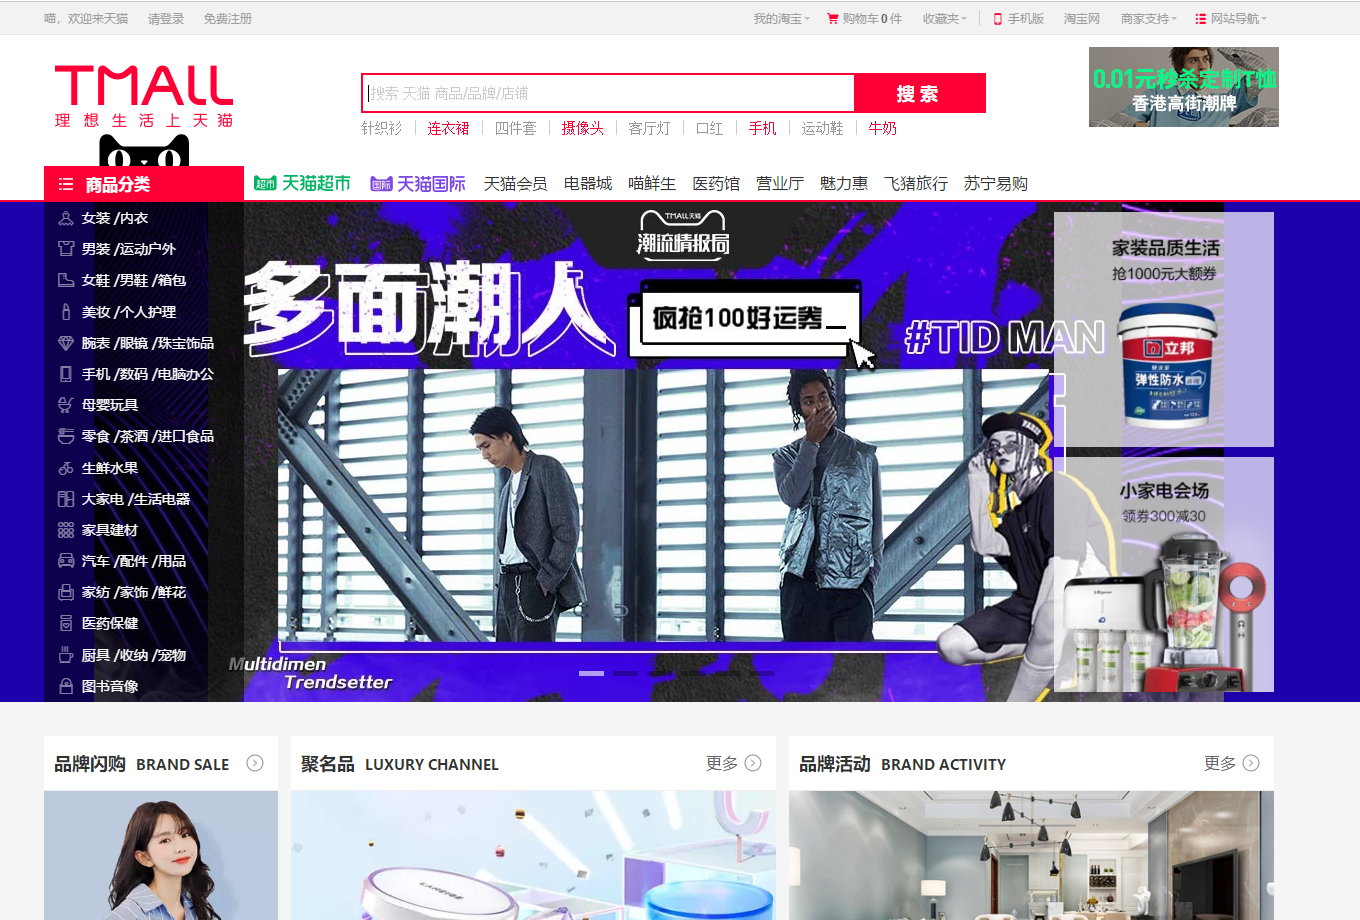 喵，欢迎来天猫 请登录 免费注册 我的淘宝 购物车0件 收藏夹 手机版 淘宝网 商家支持 网站导航
TMALL
理想生活上天猫
搜索 天猫 商品/品牌/店铺 搜索
针织衫 连衣裙 四件套 摄像头 客厅灯 口红 手机 运动鞋 牛奶
0.01元秒杀定制T恤
香港高街潮牌
商品分类 超市 天猫超市 国际 天猫国际 天猫会员 电器城 喵鲜生 医药馆 营业厅 魅力惠 飞猪旅行 苏宁易购
女装 /内衣
男装 /运动户外
女鞋 /男鞋 /箱包
美妆 /个人护理
腕表 /眼镜 /珠宝饰品
手机 /数码 /电脑办公
母婴玩具
零食 /茶酒 /进口食品
生鲜水果
大家电 /生活电器
家具建材
汽车 /配件 /用品
家纺 /家饰 /鲜花
医药保健
厨具 /收纳 /宠物
图书音像
TMALL天猫
潮流情报局
多面潮人
疯抢100好运券_
#TID MAN
PARIS
Multidimen
Trendsetter
家装品质生活
抢1000元大额券
立邦
弹性防水
小家电会场
领券300减30
品牌闪购 BRAND SALE
聚名品 LUXURY CHANNEL 更多
品牌活动 BRAND ACTIVITY 更多
LANEIGE